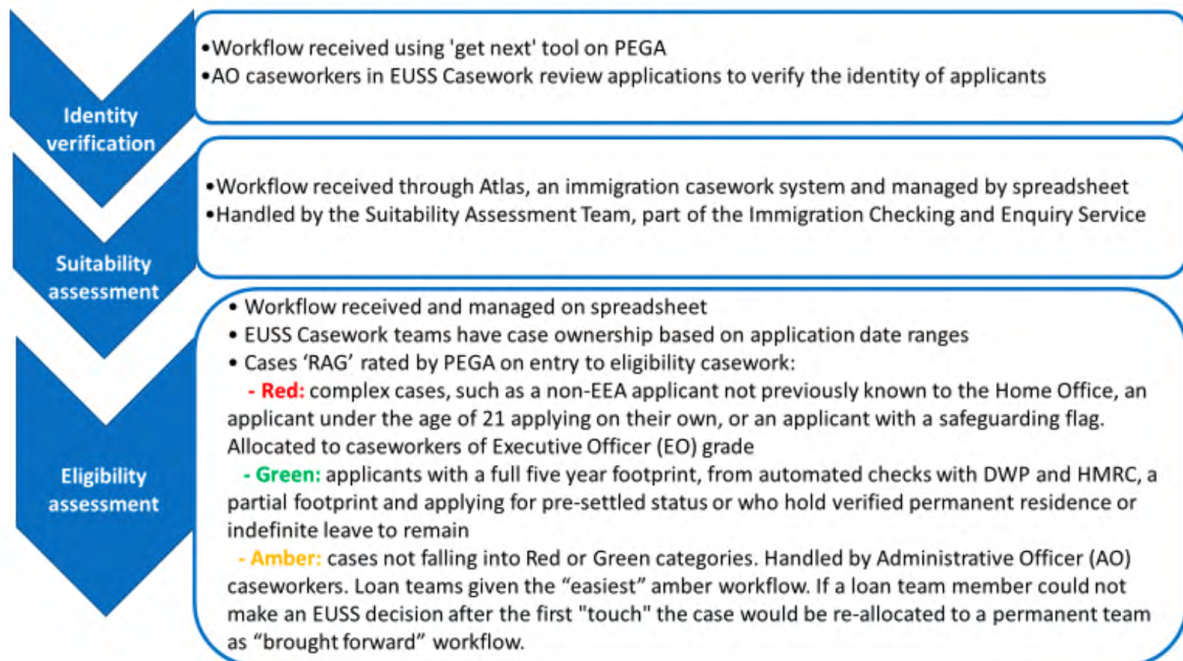 •Workflow received using 'get next' tool on PEGA
•AO caseworkers in EUSS Casework review applications to verify the identity of applicants
Identity
verification
•Workflow received through Atlas, an immigration casework system and managed by spreadsheet
•Handled by the Suitability Assessment Team, part of the Immigration Checking and Enquiry Service
Suitability
assessment
• Workflow received and managed on spreadsheet
• EUSS Casework teams have case ownership based on application date ranges
• Cases ‘RAG’ rated by PEGA on entry to eligibility casework:
- Red: complex cases, such as a non-EEA applicant not previously known to the Home Office, an
applicant under the age of 21 applying on their own, or an applicant with a safeguarding flag.
Allocated to caseworkers of Executive Officer (EO) grade
- Green: applicants with a full five year footprint, from automated checks with DWP and HMRC, a
partial footprint and applying for pre-settled status or who hold verified permanent residence or
indefinite leave to remain
- Amber: cases not falling into Red or Green categories. Handled by Administrative Officer (AO)
caseworkers. Loan teams given the “easiest” amber workflow. If a loan team member could not
make an EUSS decision after the first "touch" the case would be re-allocated to a permanent team
as “brought forward” workflow.
Eligibility
assessment